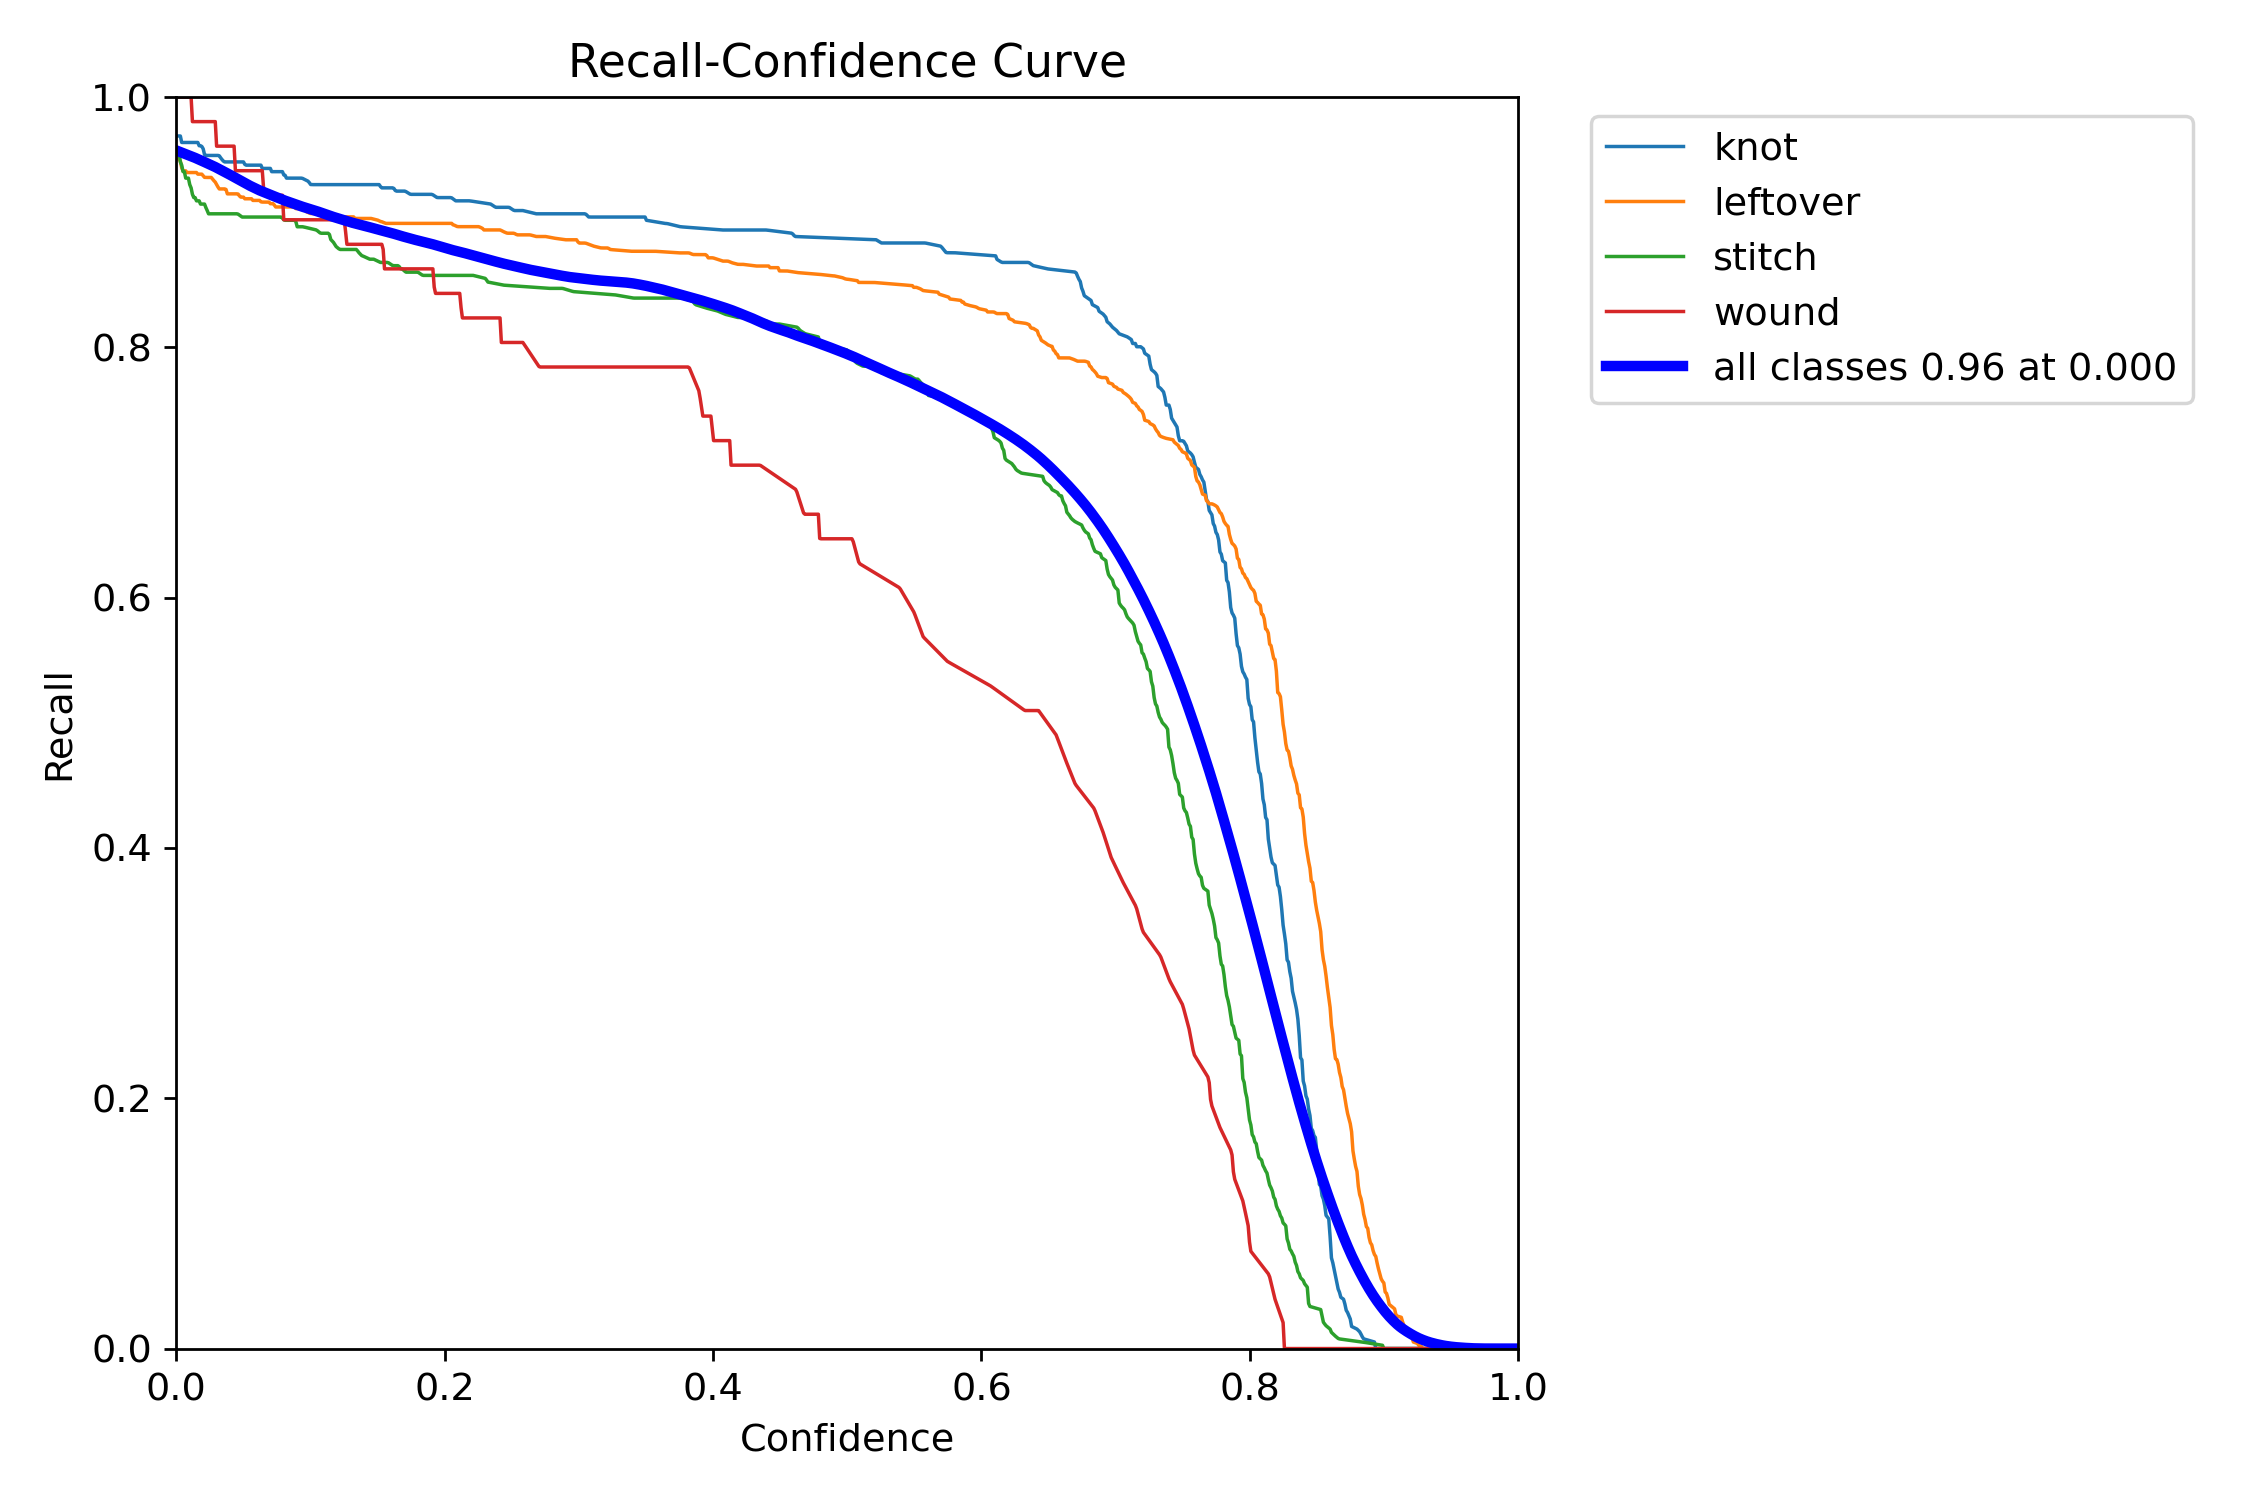 Recall-Confidence Curve
1.0
0.8
0.6
0.4
0.2
0.0
Recall
0.0 0.2 0.4 0.6 0.8 1.0
Confidence
knot
leftover
stitch
wound
all classes 0.96 at 0.000